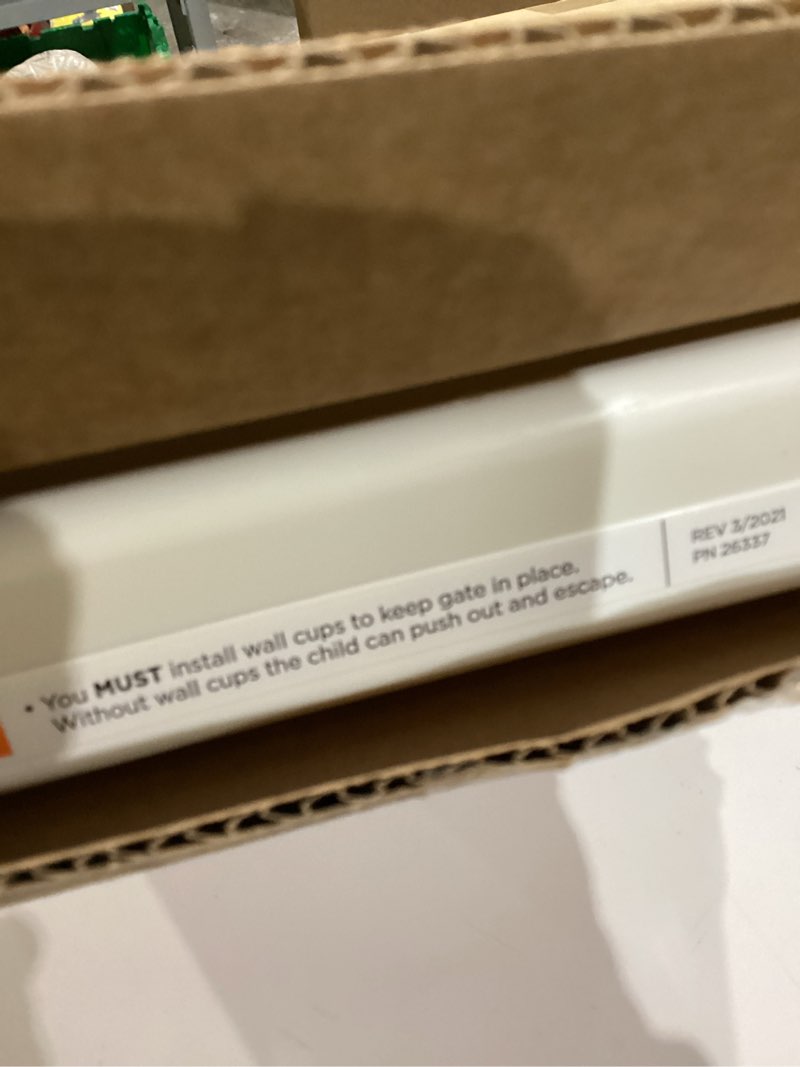 • You MUST install wall cups to keep gate in place.
Without wall cups the child can push out and escape.
REV 3/2021
PN 26337